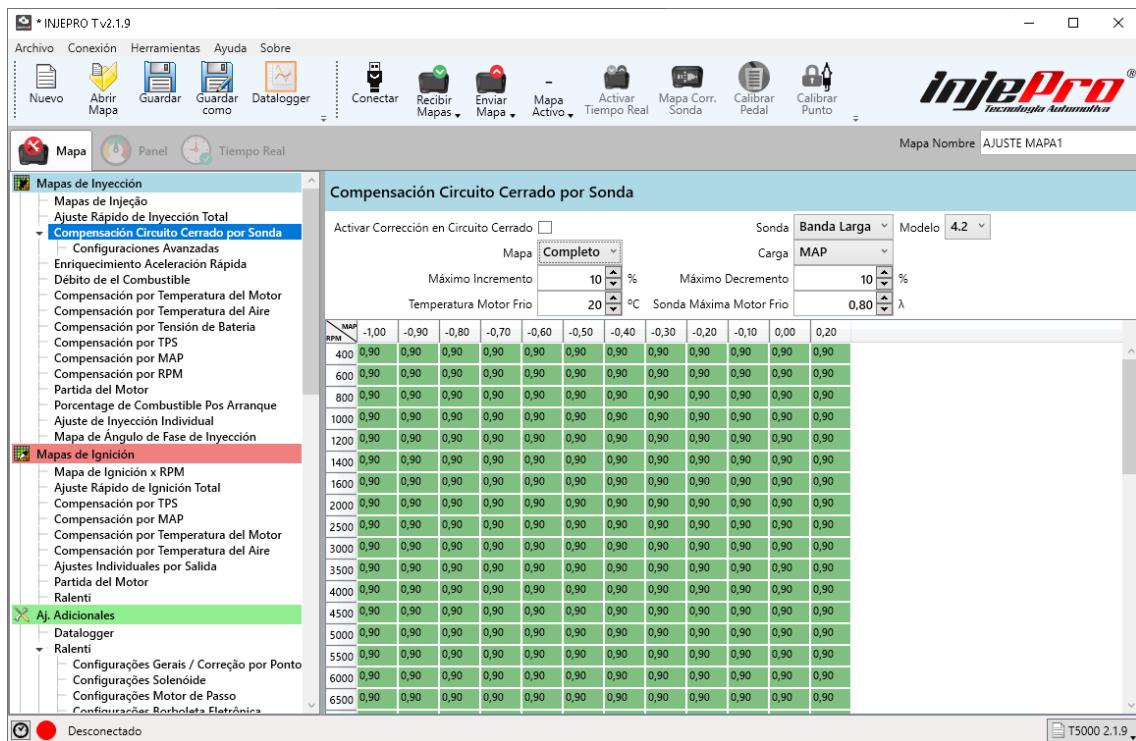 * INJEPRO T v2.1.9
Archivo Conexión Herramientas Ayuda Sobre
Nuevo Abrir Mapa Guardar Guardar como Datalogger Conectar Recibir Mapas Enviar Mapa - Mapa Activo Activar Tiempo Real Mapa Corr. Sonda Calibrar Pedal Calibrar Punto
injePro ®
Tecnologia Automotiva
Mapa Panel Tiempo Real Mapa Nombre AJUSTE MAPA1
Mapas de Inyección
Mapas de Injeção
Ajuste Rápido de Inyección Total
Compensación Circuito Cerrado por Sonda
Configuraciones Avanzadas
Enriquecimiento Aceleración Rápida
Débito de el Combustible
Compensación por Temperatura del Motor
Compensación por Temperatura del Aire
Compensación por Tensión de Bateria
Compensación por TPS
Compensación por MAP
Compensación por RPM
Partida del Motor
Porcentage de Combustible Pos Arranque
Ajuste de Inyección Individual
Mapa de Ángulo de Fase de Inyección
Mapas de Ignición
Mapa de Ignición x RPM
Ajuste Rápido de Ignición Total
Compensación por TPS
Compensación por MAP
Compensación por Temperatura del Motor
Compensación por Temperatura del Aire
Ajustes Individuales por Salida
Partida del Motor
Ralenti
Aj. Adicionales
Datalogger
Ralenti
Configurações Gerais / Correção por Ponto
Configurações Solenóide
Configurações Motor de Passo
Configurações Borboleta Eletrônica
Compensación Circuito Cerrado por Sonda
Activar Corrección en Circuito Cerrado Sonda Banda Larga Modelo 4.2
Mapa Completo Carga MAP
Máximo Incremento 10 % Máximo Decremento 10 %
Temperatura Motor Frio 20 ºC Sonda Máxima Motor Frio 0,80 λ
MAP RPM -1,00 -0,90 -0,80 -0,70 -0,60 -0,50 -0,40 -0,30 -0,20 -0,10 0,00 0,20
400 0,90 0,90 0,90 0,90 0,90 0,90 0,90 0,90 0,90 0,90 0,90 0,90
600 0,90 0,90 0,90 0,90 0,90 0,90 0,90 0,90 0,90 0,90 0,90 0,90
800 0,90 0,90 0,90 0,90 0,90 0,90 0,90 0,90 0,90 0,90 0,90 0,90
1000 0,90 0,90 0,90 0,90 0,90 0,90 0,90 0,90 0,90 0,90 0,90 0,90
1200 0,90 0,90 0,90 0,90 0,90 0,90 0,90 0,90 0,90 0,90 0,90 0,90
1400 0,90 0,90 0,90 0,90 0,90 0,90 0,90 0,90 0,90 0,90 0,90 0,90
1600 0,90 0,90 0,90 0,90 0,90 0,90 0,90 0,90 0,90 0,90 0,90 0,90
2000 0,90 0,90 0,90 0,90 0,90 0,90 0,90 0,90 0,90 0,90 0,90 0,90
2500 0,90 0,90 0,90 0,90 0,90 0,90 0,90 0,90 0,90 0,90 0,90 0,90
3000 0,90 0,90 0,90 0,90 0,90 0,90 0,90 0,90 0,90 0,90 0,90 0,90
3500 0,90 0,90 0,90 0,90 0,90 0,90 0,90 0,90 0,90 0,90 0,90 0,90
4000 0,90 0,90 0,90 0,90 0,90 0,90 0,90 0,90 0,90 0,90 0,90 0,90
4500 0,90 0,90 0,90 0,90 0,90 0,90 0,90 0,90 0,90 0,90 0,90 0,90
5000 0,90 0,90 0,90 0,90 0,90 0,90 0,90 0,90 0,90 0,90 0,90 0,90
5500 0,90 0,90 0,90 0,90 0,90 0,90 0,90 0,90 0,90 0,90 0,90 0,90
6000 0,90 0,90 0,90 0,90 0,90 0,90 0,90 0,90 0,90 0,90 0,90 0,90
6500 0,90 0,90 0,90 0,90 0,90 0,90 0,90 0,90 0,90 0,90 0,90 0,90
Desconectado T5000 2.1.9